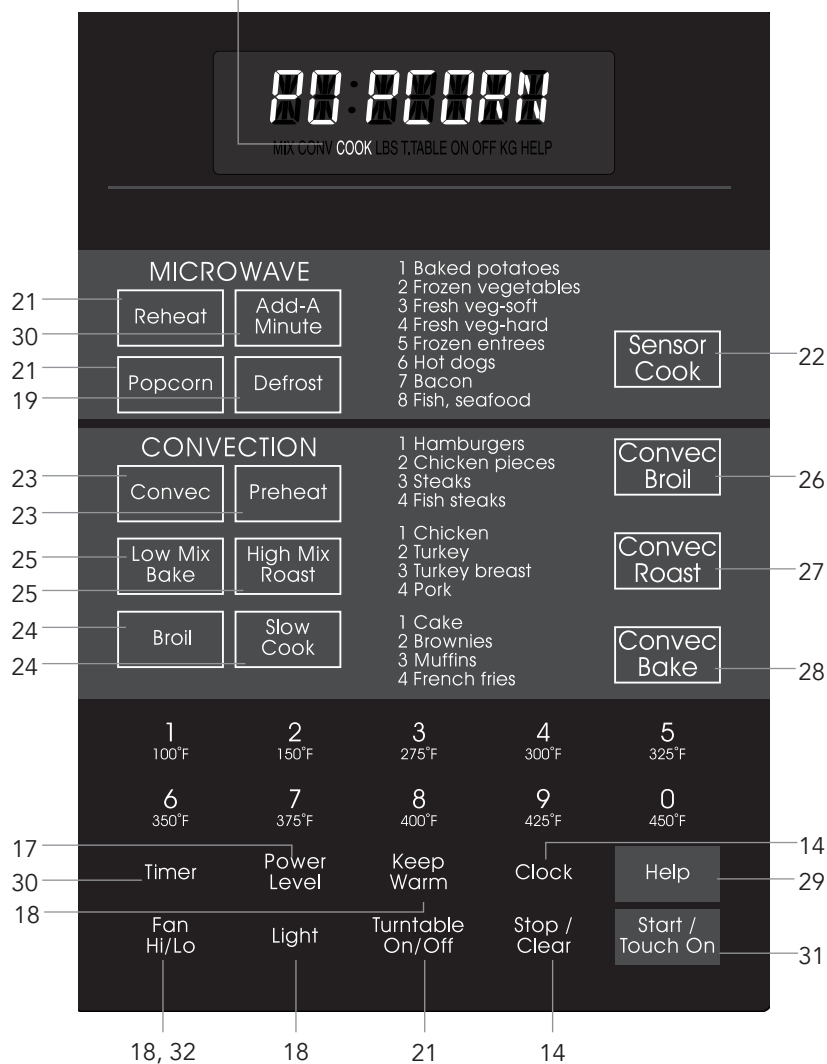 PO:PCORN
MIX CONV COOK LBS T.TABLE ON OFF KG HELP
MICROWAVE
21
Reheat
30
Add-A
Minute
21
Popcorn
19
Defrost
1 Baked potatoes
2 Frozen vegetables
3 Fresh veg-soft
4 Fresh veg-hard
5 Frozen entrees
6 Hot dogs
7 Bacon
8 Fish, seafood
Sensor
Cook
22
CONVECTION
23
Convec
23
Preheat
25
Low Mix
Bake
25
High Mix
Roast
24
Broil
24
Slow
Cook
1 Hamburgers
2 Chicken pieces
3 Steaks
4 Fish steaks
Convec
Broil
26
1 Chicken
2 Turkey
3 Turkey breast
4 Pork
Convec
Roast
27
1 Cake
2 Brownies
3 Muffins
4 French fries
Convec
Bake
28
1 2 3 4 5
100°F 150°F 275°F 300°F 325°F
6 7 8 9 0
350°F 375°F 400°F 425°F 450°F
17
30
18
Timer
Power
Level
Keep
Warm
Clock
14
Help
29
Fan
Hi/Lo
Light
Turntable
On/Off
Stop /
Clear
Start /
Touch On
31
18, 32 18 21 14